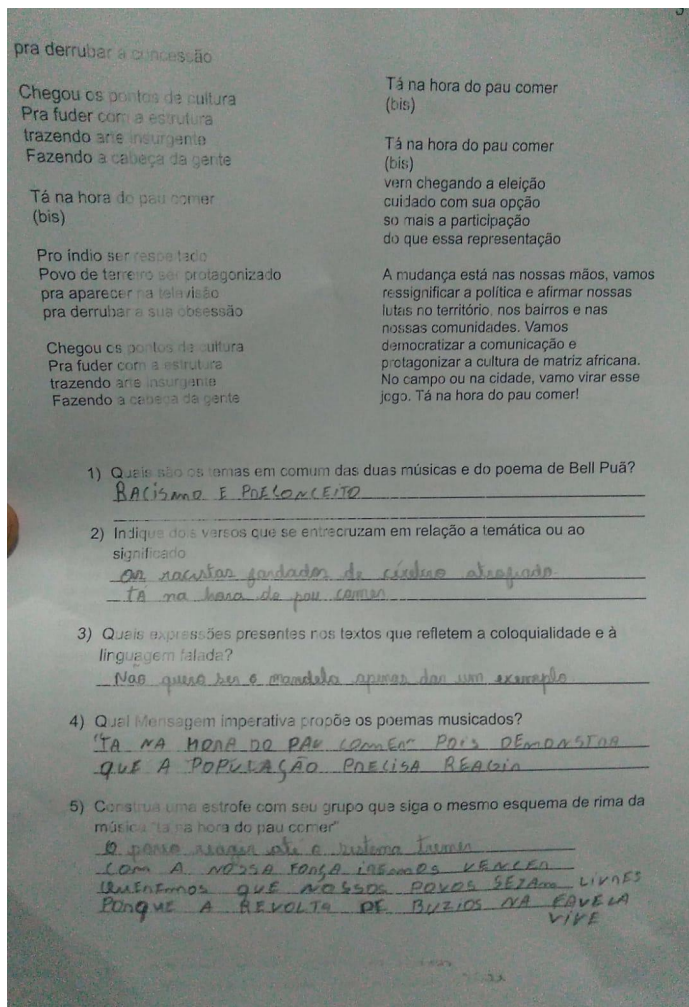 pra derrubar a concessão
Chegou os pontos de cultura
Pra fuder com a estrutura
trazendo arte insurgente
Fazendo a cabeça da gente
Tá na hora do pau comer
(bis)
Pro índio ser respeitado
Povo de terreiro ser protagonizado
pra aparecer na televisão
pra derrubar a sua obsessão
Chegou os pontos de cultura
Pra fuder com a estrutura
trazendo arte insurgente
Fazendo a cabeça da gente
Tá na hora do pau comer
(bis)
Tá na hora do pau comer
(bis)
vem chegando a eleição
cuidado com sua opção
so mais a participação
do que essa representação
A mudança está nas nossas mãos, vamos
ressignificar a política e afirmar nossas
lutas no território, nos bairros e nas
nossas comunidades. Vamos
democratizar a comunicação e
protagonizar a cultura de matriz africana.
No campo ou na cidade, vamo virar esse
jogo. Tá na hora do pau comer!
1) Quais são os temas em comum das duas músicas e do poema de Bell Puã?
RACISMO E PRECONCEITO
2) Indique dois versos que se entrecruzam em relação a temática ou ao
significado
os racistas fardados de cérebro atrofiado
TA na hora de pau comer
3) Quais expressões presentes nos textos que refletem a coloquialidade e à
linguagem falada?
Não quero ser o mandela apenas dar um exemplo
4) Qual Mensagem imperativa propõe os poemas musicados?
"TA NA HORA DO PAU COMER" POIS DEMONSTRA
QUE A POPULAÇÃO PRECISA REAGIR
5) Construa uma estrofe com seu grupo que siga o mesmo esquema de rima da
música "ta na hora do pau comer"
O povo reager até o sistema tremer
COM A NOSSA FORÇA IREMOS VENCER
QUEREMOS QUE NOSSOS POVOS SEZAM LIVRES
PORQUE A REVOLTA DE BUZIOS NA FAVELA
VIVE